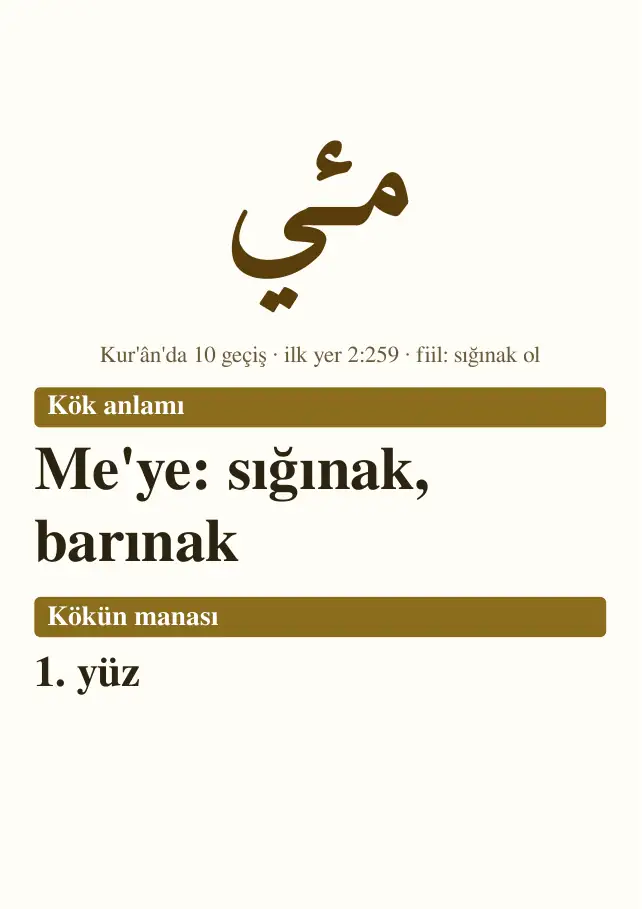 مئي
Kur'ân'da 10 geçiş · ilk yer 2:259 · fiil: sığınak ol
Kök anlamı
Me'ye: sığınak,
barınak
Kökün manası
1. yüz